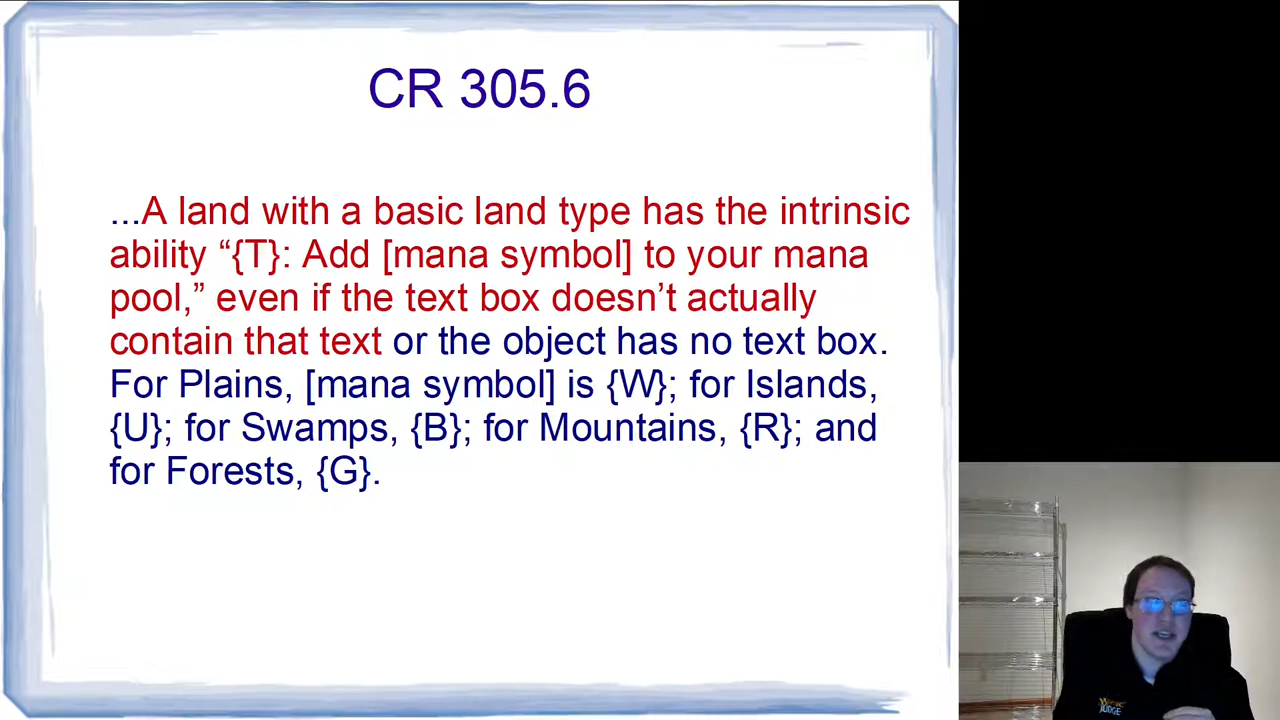 CR 305.6
...A land with a basic land type has the intrinsic
ability “{T}: Add [mana symbol] to your mana
pool,” even if the text box doesn’t actually
contain that text or the object has no text box.
For Plains, [mana symbol] is {W}; for Islands,
{U}; for Swamps, {B}; for Mountains, {R}; and
for Forests, {G}.
JUDGE